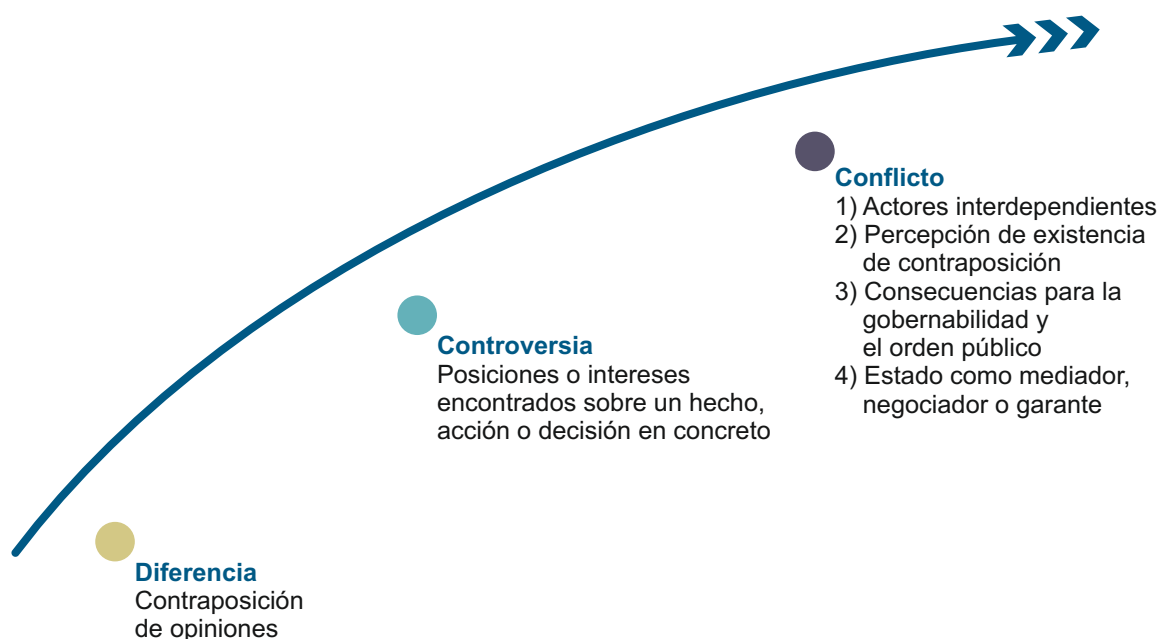 Conflicto
1) Actores interdependientes
2) Percepción de existencia
de contraposición
3) Consecuencias para la
gobernabilidad y
el orden público
4) Estado como mediador,
negociador o garante
Controversia
Posiciones o intereses
encontrados sobre un hecho,
acción o decisión en concreto
Diferencia
Contraposición
de opiniones